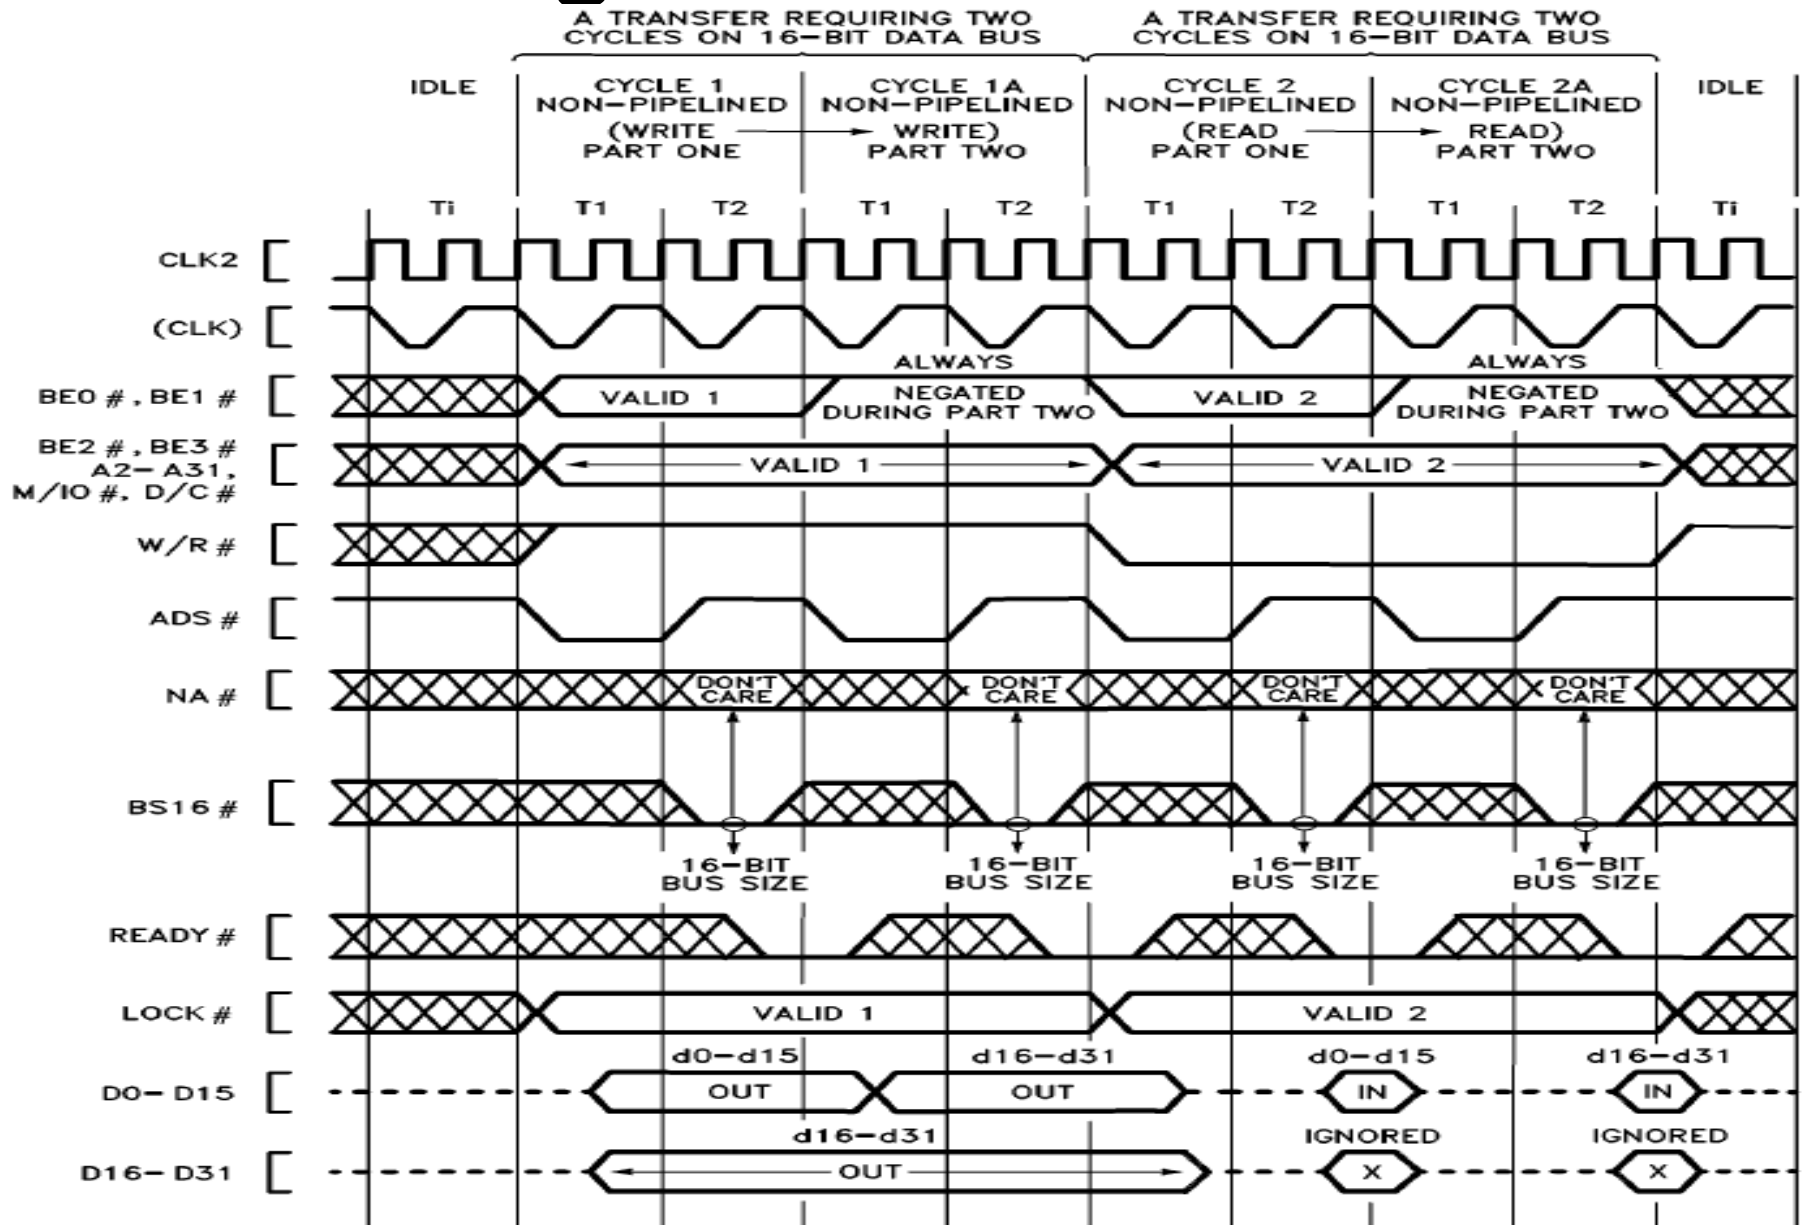 A TRANSFER REQUIRING TWO
CYCLES ON 16-BIT DATA BUS
A TRANSFER REQUIRING TWO
CYCLES ON 16-BIT DATA BUS
IDLE
CYCLE 1
NON-PIPELINED
(WRITE
PART ONE
CYCLE 1A
NON-PIPELINED
WRITE)
PART TWO
CYCLE 2
NON-PIPELINED
(READ
PART ONE
CYCLE 2A
NON-PIPELINED
READ)
PART TWO
IDLE
Ti T1 T2 T1 T2 T1 T2 T1 T2 Ti
CLK2
(CLK)
BE0 #, BE1 #
VALID 1
ALWAYS
NEGATED
DURING PART TWO
VALID 2
ALWAYS
NEGATED
DURING PART TWO
BE2 #, BE3 #
A2-A31,
M/IO #, D/C #
VALID 1
VALID 2
W/R #
ADS #
NA #
DON'T
CARE
DON'T
CARE
DON'T
CARE
DON'T
CARE
BS16 #
16-BIT
BUS SIZE
16-BIT
BUS SIZE
16-BIT
BUS SIZE
16-BIT
BUS SIZE
READY #
LOCK #
VALID 1
VALID 2
d0-d15 d16-d31 d0-d15 d16-d31
D0-D15
OUT OUT IN IN
d16-d31 IGNORED IGNORED
D16-D31
OUT X X